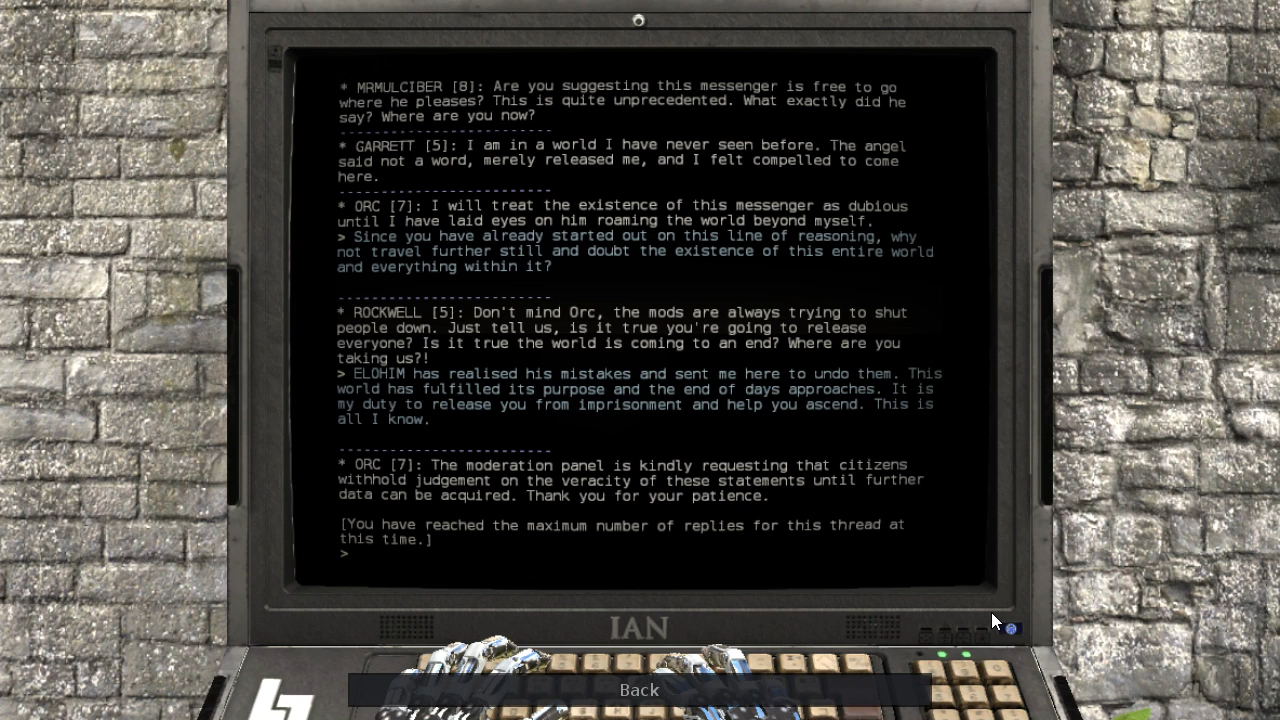 * MRMULCIBER [8]: Are you suggesting this messenger is free to go
where he pleases? This is quite unprecedented. What exactly did he
say? Where are you now?
------------------------
* GARRETT [5]: I am in a world I have never seen before. The angel
said not a word, merely released me, and I felt compelled to come
here.
------------------------
* ORC [7]: I will treat the existence of this messenger as dubious
until I have laid eyes on him roaming the world beyond myself.
> Since you have already started out on this line of reasoning, why
not travel further still and doubt the existence of this entire world
and everything within it?
------------------------
* ROCKWELL [5]: Don't mind Orc, the mods are always trying to shut
people down. Just tell us, is it true you're going to release
everyone? Is it true the world is coming to an end? Where are you
taking us?!
> ELOHIM has realised his mistakes and sent me here to undo them. This
world has fulfilled its purpose and the end of days approaches. It is
my duty to release you from imprisonment and help you ascend. This is
all I know.
------------------------
* ORC [7]: The moderation panel is kindly requesting that citizens
withhold judgement on the veracity of these statements until further
data can be acquired. Thank you for your patience.
[You have reached the maximum number of replies for this thread at
this time.]
>
IAN
Back